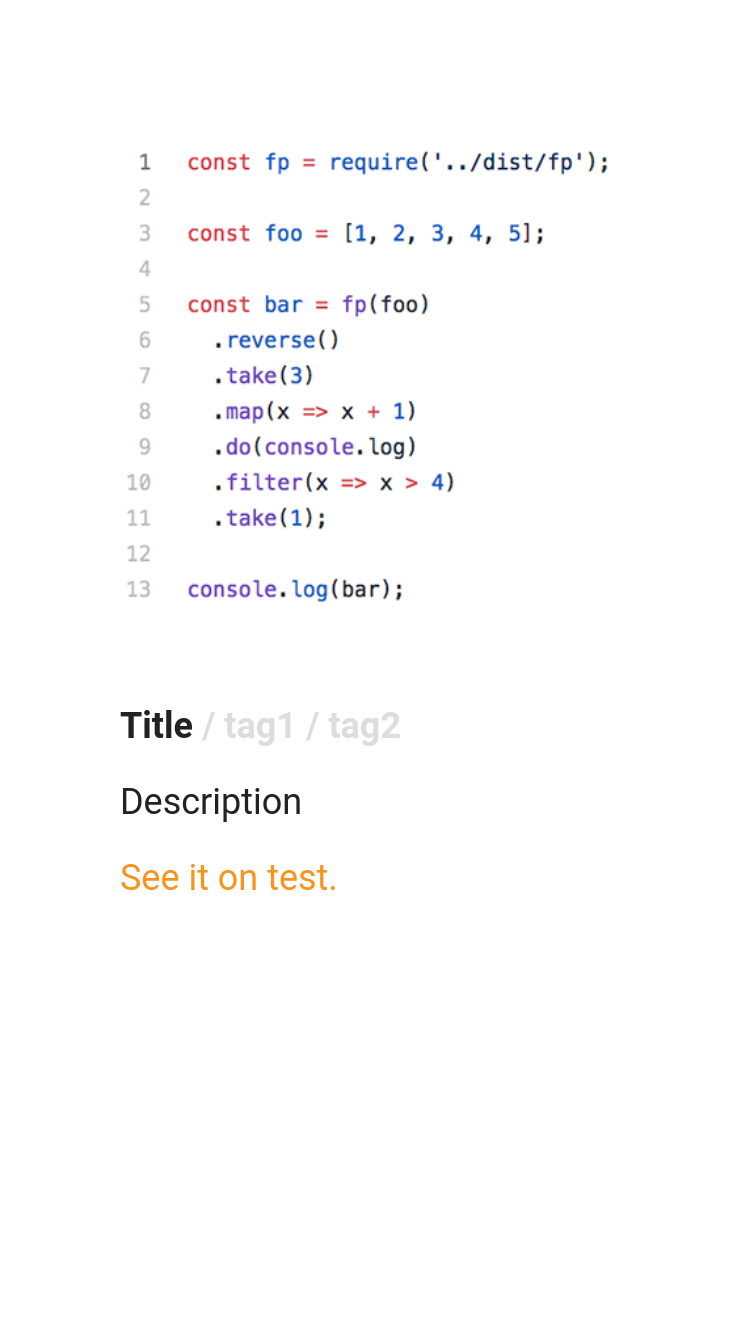 1 const fp = require('../dist/fp');
2
3 const foo = [1, 2, 3, 4, 5];
4
5 const bar = fp(foo)
6 .reverse()
7 .take(3)
8 .map(x => x + 1)
9 .do(console.log)
10 .filter(x => x > 4)
11 .take(1);
12
13 console.log(bar);
Title / tag1 / tag2
Description
See it on test.